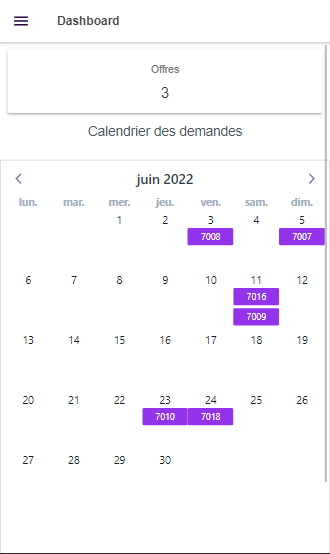 Dashboard
Offres
3
Calendrier des demandes
juin 2022
lun. mar. mer. jeu. ven. sam. dim.
1 2 3 4 5
7008 7007
6 7 8 9 10 11 12
7016
7009
13 14 15 16 17 18 19
20 21 22 23 24 25 26
7010 7018
27 28 29 30